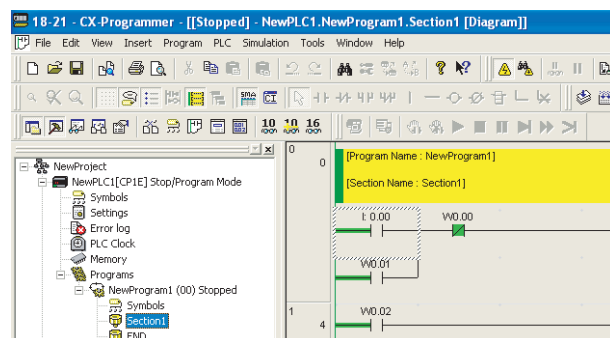 18-21 - CX-Programmer - [[Stopped] - NewPLC1.NewProgram1.Section1 [Diagram]]
File Edit View Insert Program PLC Simulation Tools Window Help
SMA CI
10 10 16
NewProject
NewPLC1[CP1E] Stop/Program Mode
Symbols
Settings
Error log
PLC Clock
Memory
Programs
NewProgram1 (00) Stopped
Symbols
Section1
END
0
0
[Program Name : NewProgram1]
[Section Name : Section1]
I: 0.00 W0.00
W0.01
1
4
W0.02